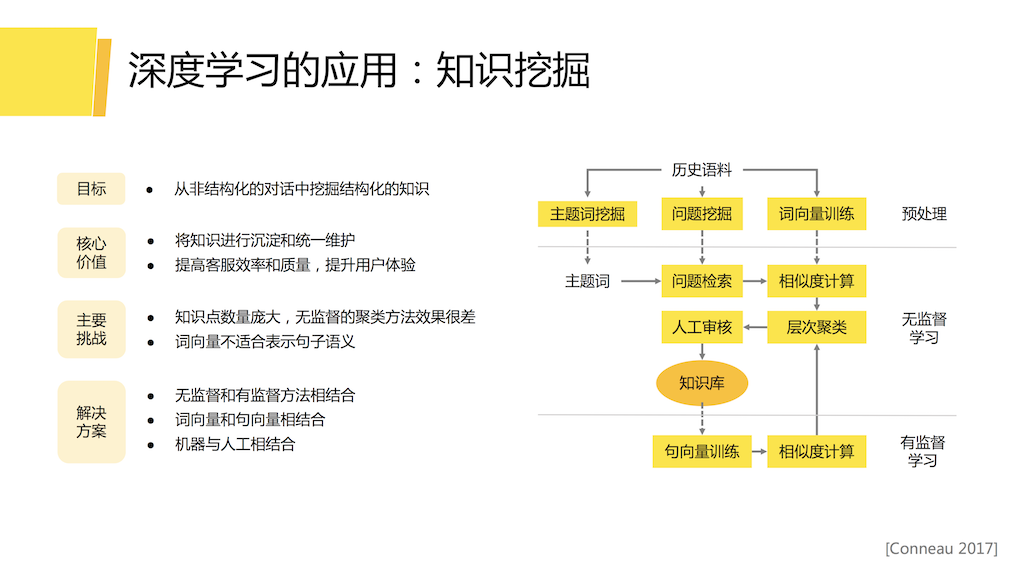 深度学习的应用：知识挖掘
目标
• 从非结构化的对话中挖掘结构化的知识
核心
价值
• 将知识进行沉淀和统一维护
• 提高客服效率和质量，提升用户体验
主要
挑战
• 知识点数量庞大，无监督的聚类方法效果很差
• 词向量不适合表示句子语义
解决
方案
• 无监督和有监督方法相结合
• 词向量和句向量相结合
• 机器与人工相结合
历史语料
主题词挖掘
问题挖掘
词向量训练
预处理
主题词
问题检索
相似度计算
人工审核
层次聚类
无监督
学习
知识库
句向量训练
相似度计算
有监督
学习
[Conneau 2017]